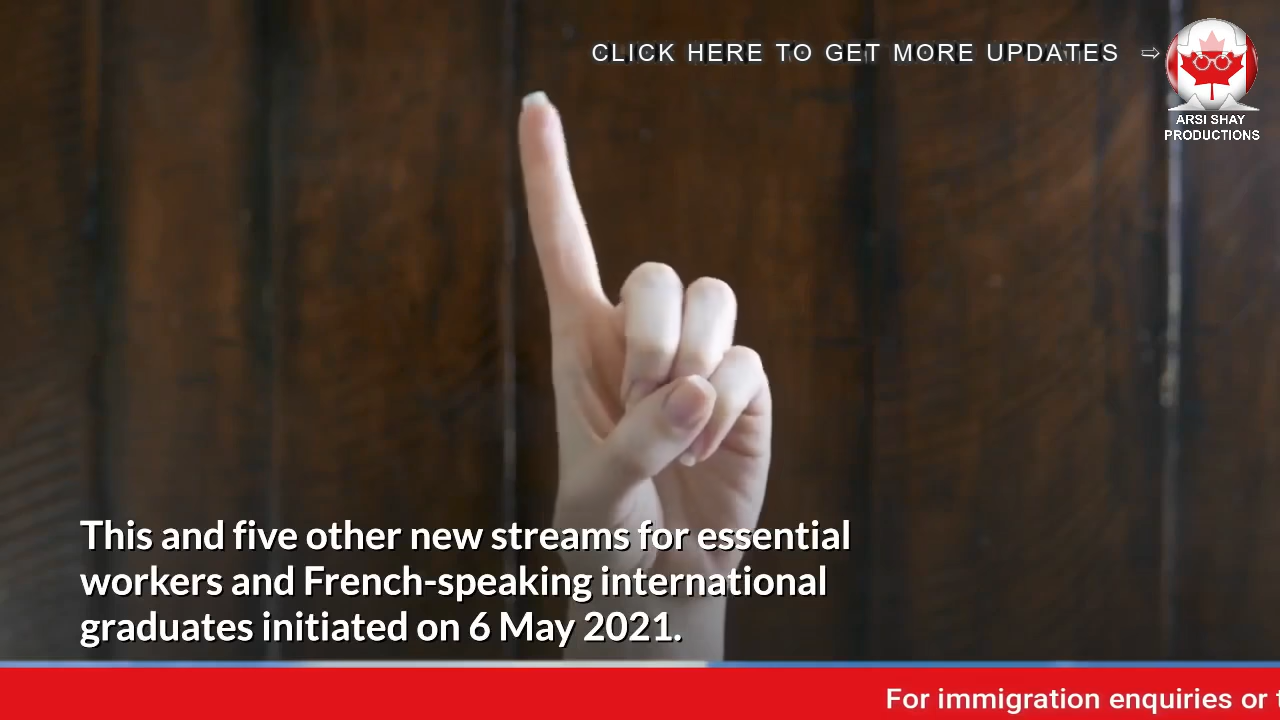 CLICK HERE TO GET MORE UPDATES ⇨
ARSI SHAY
PRODUCTIONS
This and five other new streams for essential
workers and French-speaking international
graduates initiated on 6 May 2021.
For immigration enquiries or